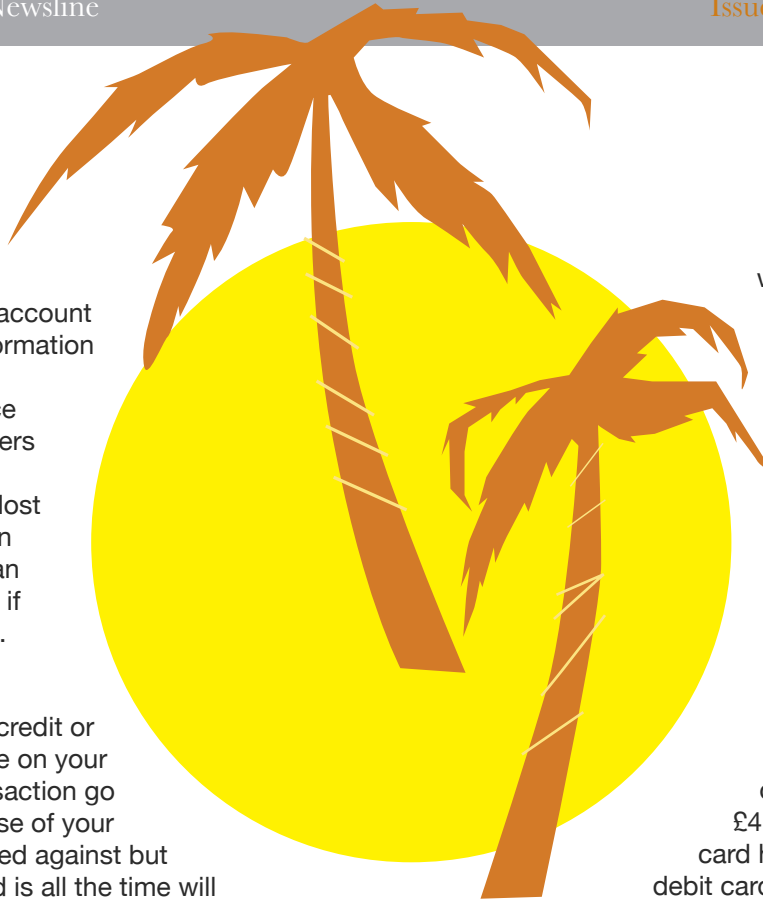 Newsline
Issue
account
ormation
ce
ers
lost
n
an
if
.
credit or
e on your
saction go
se of your
ed against but
d is all the time will
£4
card h
debit card